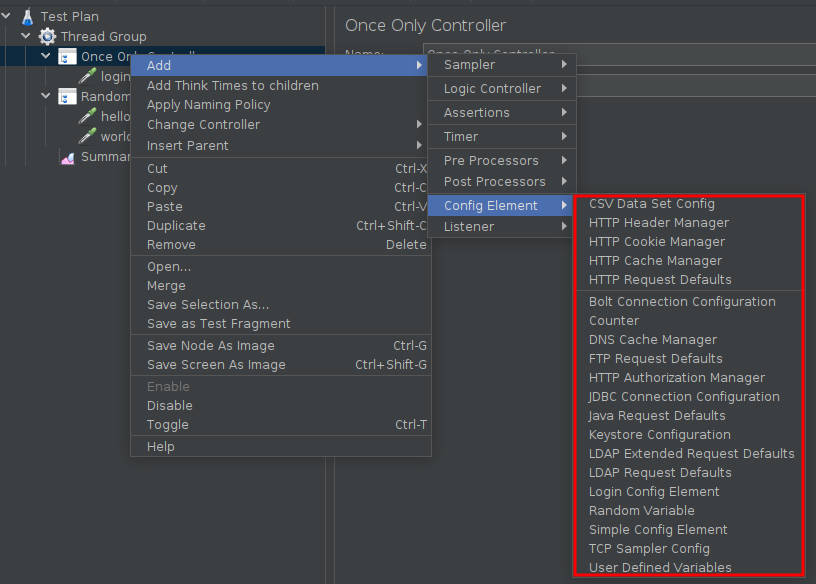 Test Plan
Thread Group
Once Only Controller
login
Random
hello
world
Summar
Once Only Controller
Name: Once Only Controller
Add
Add Think Times to children
Apply Naming Policy
Change Controller
Insert Parent
Cut Ctrl-X
Copy Ctrl-C
Paste Ctrl-V
Duplicate Ctrl+Shift-C
Remove Delete
Open...
Merge
Save Selection As...
Save as Test Fragment
Save Node As Image Ctrl-G
Save Screen As Image Ctrl+Shift-G
Enable
Disable
Toggle Ctrl-T
Help
Sampler
Logic Controller
Assertions
Timer
Pre Processors
Post Processors
Config Element
Listener
CSV Data Set Config
HTTP Header Manager
HTTP Cookie Manager
HTTP Cache Manager
HTTP Request Defaults
Bolt Connection Configuration
Counter
DNS Cache Manager
FTP Request Defaults
HTTP Authorization Manager
JDBC Connection Configuration
Java Request Defaults
Keystore Configuration
LDAP Extended Request Defaults
LDAP Request Defaults
Login Config Element
Random Variable
Simple Config Element
TCP Sampler Config
User Defined Variables